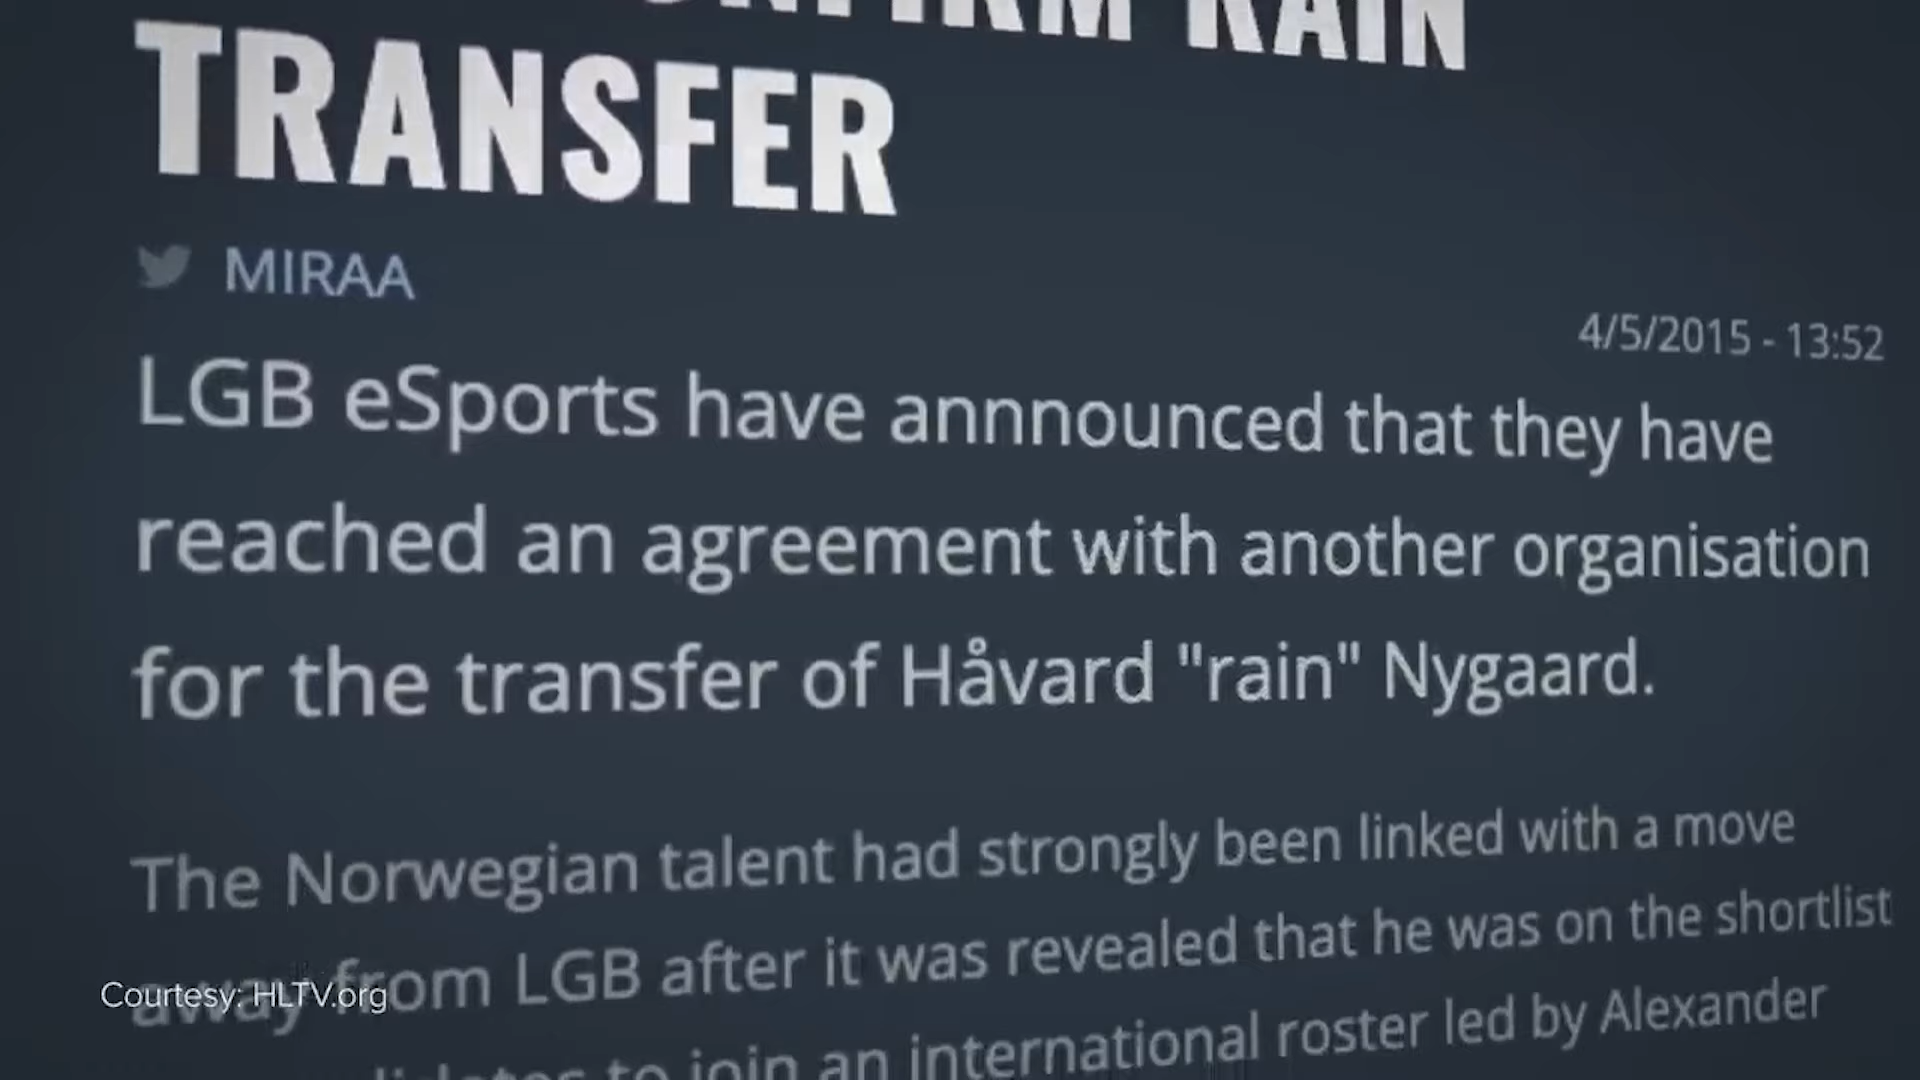 RAIN
TRANSFER
MIRAA
4/5/2015 - 13:52
LGB eSports have annnounced that they have
reached an agreement with another organisation
for the transfer of Håvard "rain" Nygaard.
The Norwegian talent had strongly been linked with a move
away from LGB after it was revealed that he was on the shortlist
Courtesy: HLTV.org
to join an international roster led by Alexander